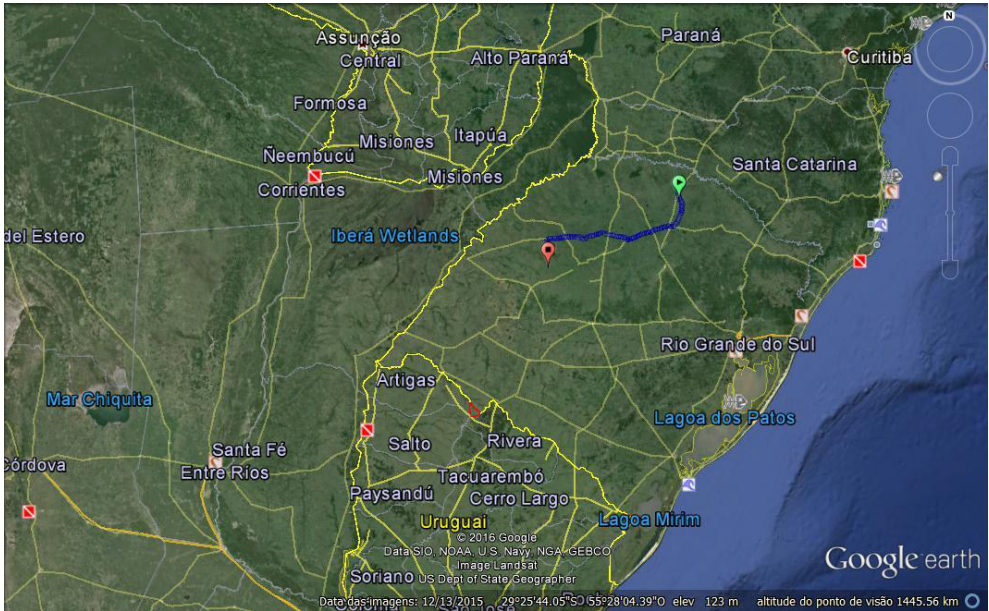 N
Assunção
Paraná
Curitiba
Central
Alto Paraná
Formosa
Itapúa
Misiones
Ñeembucú
Santa Catarina
Misiones
Corrientes
del Estero
Iberá Wetlands
Rio Grande do Sul
Artigas
Mar Chiquita
Lagoa dos Patos
Rivera
Salto
Santa Fé
Córdova
Entre Ríos
Tacuarembó
Paysandú
Cerro Largo
Uruguai
Lagoa Mirim
© 2016 Google
Data SIO, NOAA, U.S. Navy, NGA, GEBCO
Image Landsat
Soriano
US Dept of State Geographer
Google earth
Data das imagens: 12/13/2015 29°25'44.05"S 55°28'04.39"O elev 123 m altitude do ponto de visão 1445.56 km